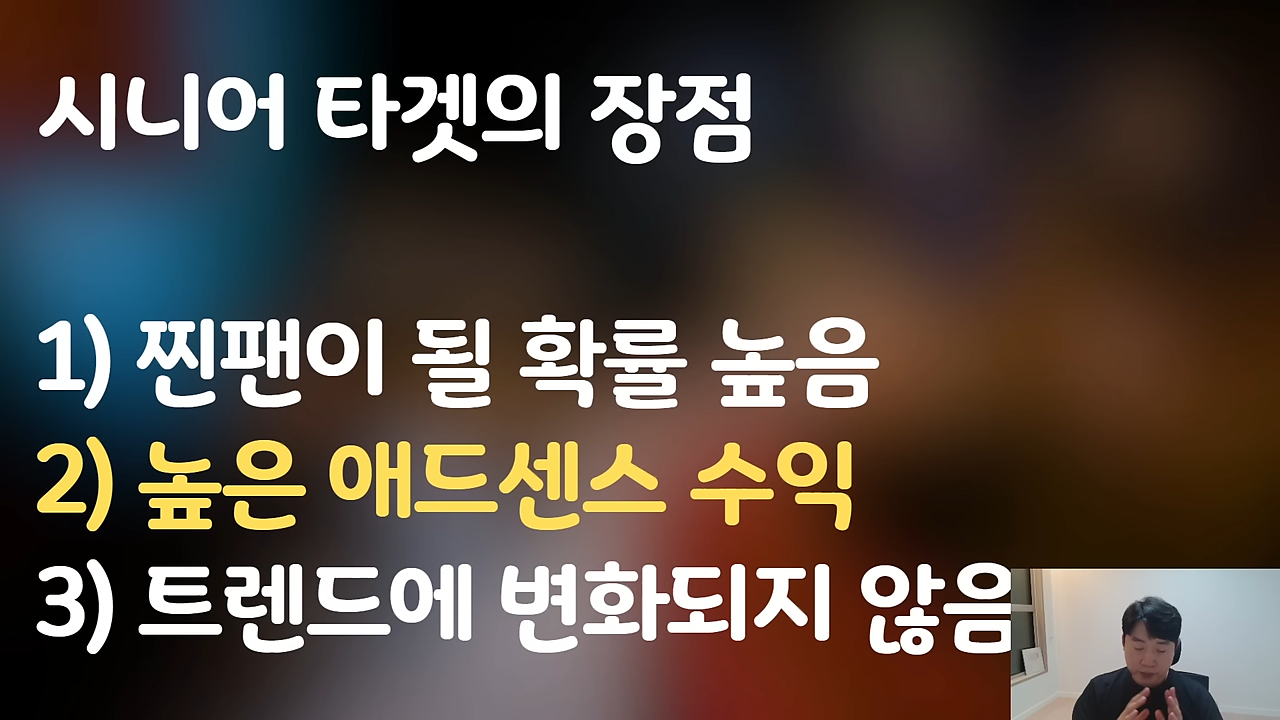 시니어 타겟의 장점
1) 찐팬이 될 확률 높음
2) 높은 애드센스 수익
3) 트렌드에 변화되지 않음